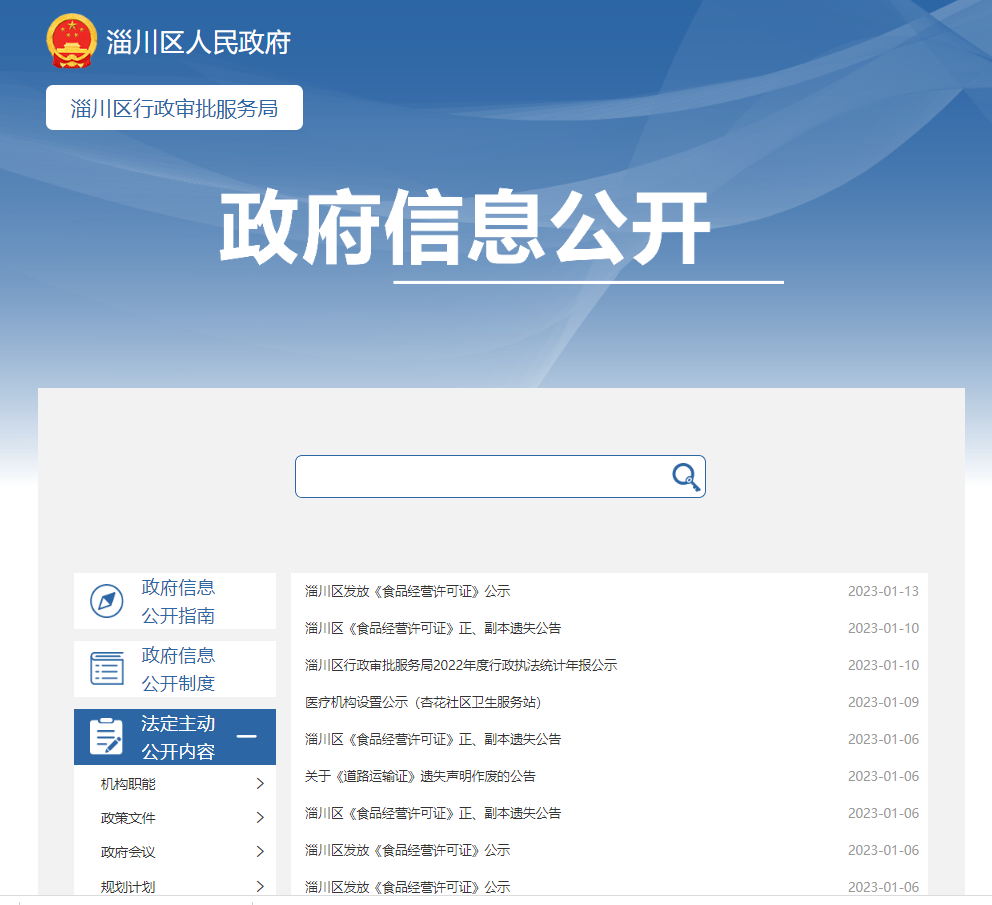 淄川区人民政府
淄川区行政审批服务局
政府信息公开
政府信息
公开指南
政府信息
公开制度
法定主动
公开内容
机构职能
政策文件
政府会议
规划计划
淄川区发放《食品经营许可证》公示 2023-01-13
淄川区《食品经营许可证》正、副本遗失公告 2023-01-10
淄川区行政审批服务局2022年度行政执法统计年报公示 2023-01-10
医疗机构设置公示（杏花社区卫生服务站） 2023-01-09
淄川区《食品经营许可证》正、副本遗失公告 2023-01-06
关于《道路运输证》遗失声明作废的公告 2023-01-06
淄川区《食品经营许可证》正、副本遗失公告 2023-01-06
淄川区发放《食品经营许可证》公示 2023-01-06
淄川区发放《食品经营许可证》公示 2023-01-06